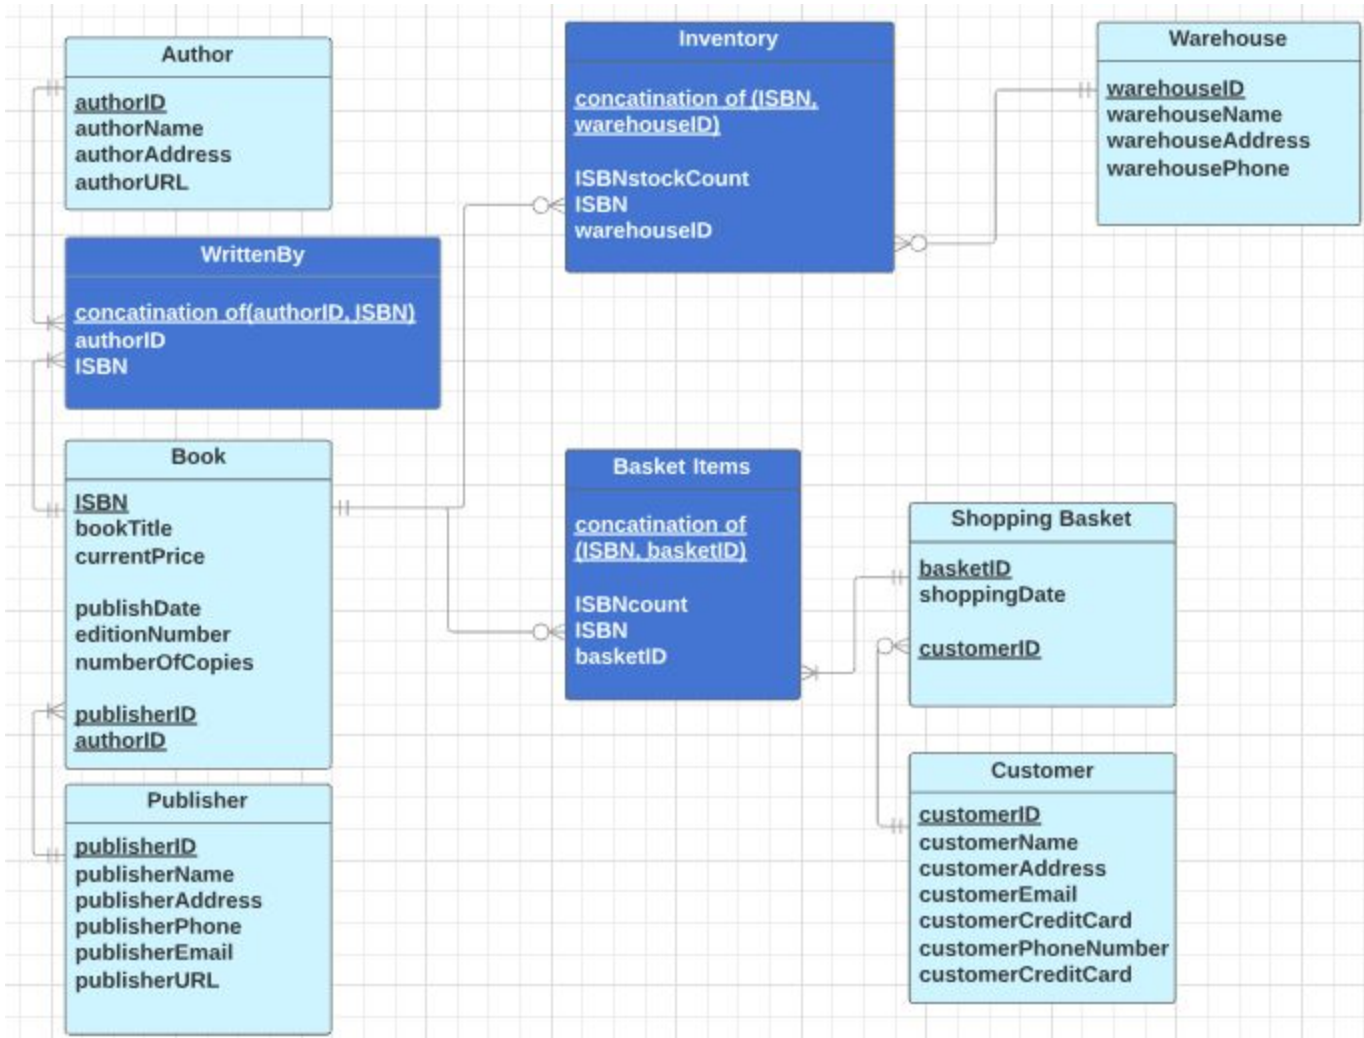 Author
authorID
authorName
authorAddress
authorURL
WrittenBy
concatination of(authorID, ISBN)
authorID
ISBN
Book
ISBN
bookTitle
currentPrice
publishDate
editionNumber
numberOfCopies
publisherID
authorID
Publisher
publisherID
publisherName
publisherAddress
publisherPhone
publisherEmail
publisherURL
Inventory
concatination of (ISBN,
warehouseID)
ISBNstockCount
ISBN
warehouseID
Basket Items
concatination of
(ISBN, basketID)
ISBNcount
ISBN
basketID
Warehouse
warehouseID
warehouseName
warehouseAddress
warehousePhone
Shopping Basket
basketID
shoppingDate
customerID
Customer
customerID
customerName
customerAddress
customerEmail
customerCreditCard
customerPhoneNumber
customerCreditCard